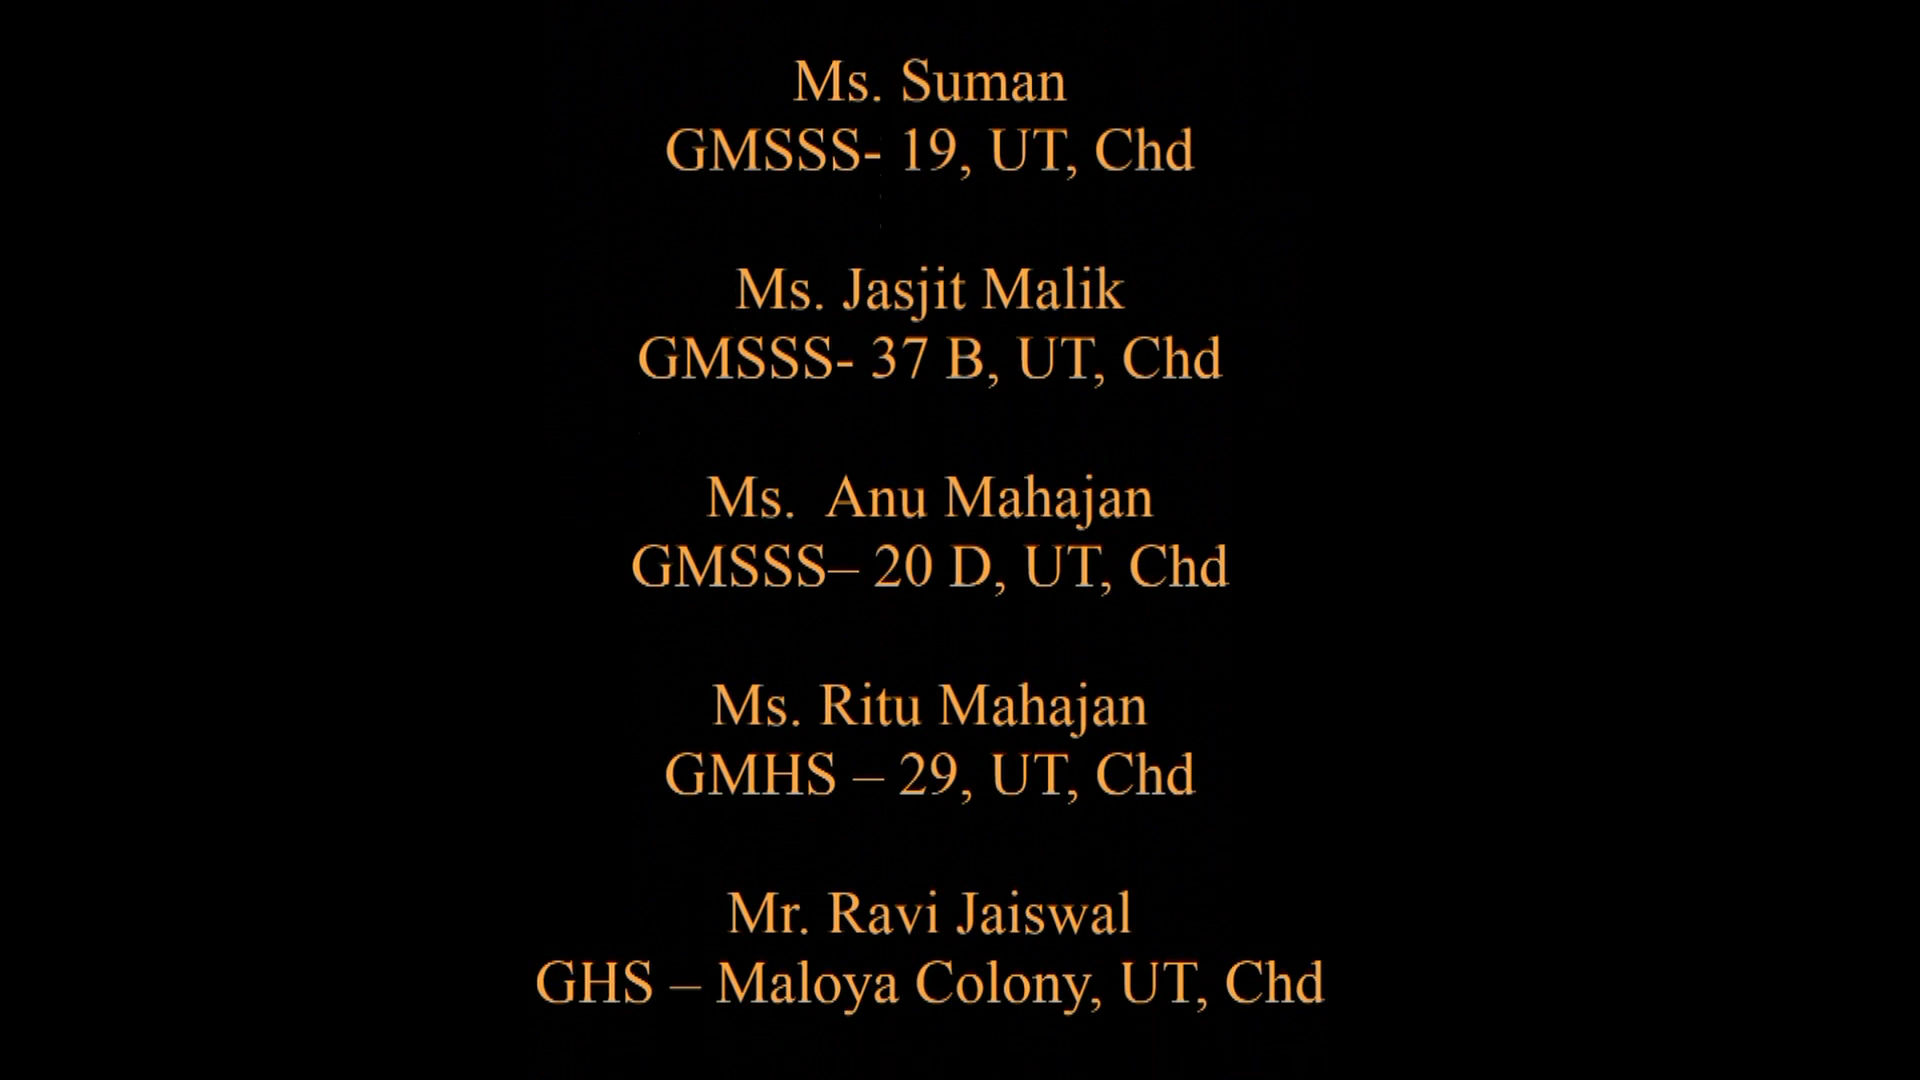 Ms. Suman
GMSSS- 19, UT, Chd
Ms. Jasjit Malik
GMSSS- 37 B, UT, Chd
Ms.  Anu Mahajan
GMSSS– 20 D, UT, Chd
Ms. Ritu Mahajan
GMHS – 29, UT, Chd
Mr. Ravi Jaiswal
GHS – Maloya Colony, UT, Chd